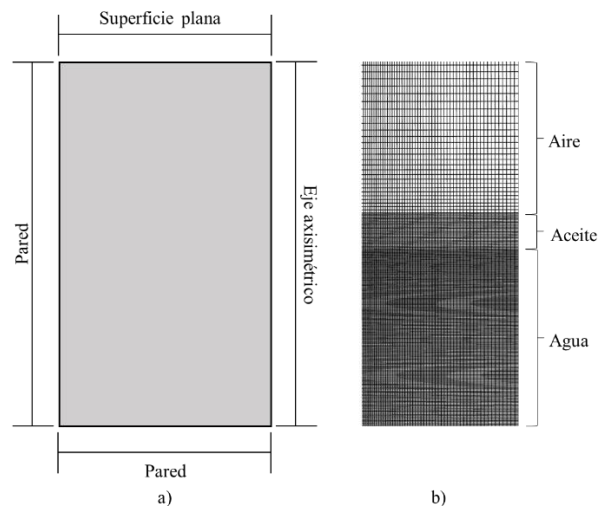 Superficie plana
Pared
Eje axisimétrico
Pared
a)
Aire
Aceite
Agua
b)